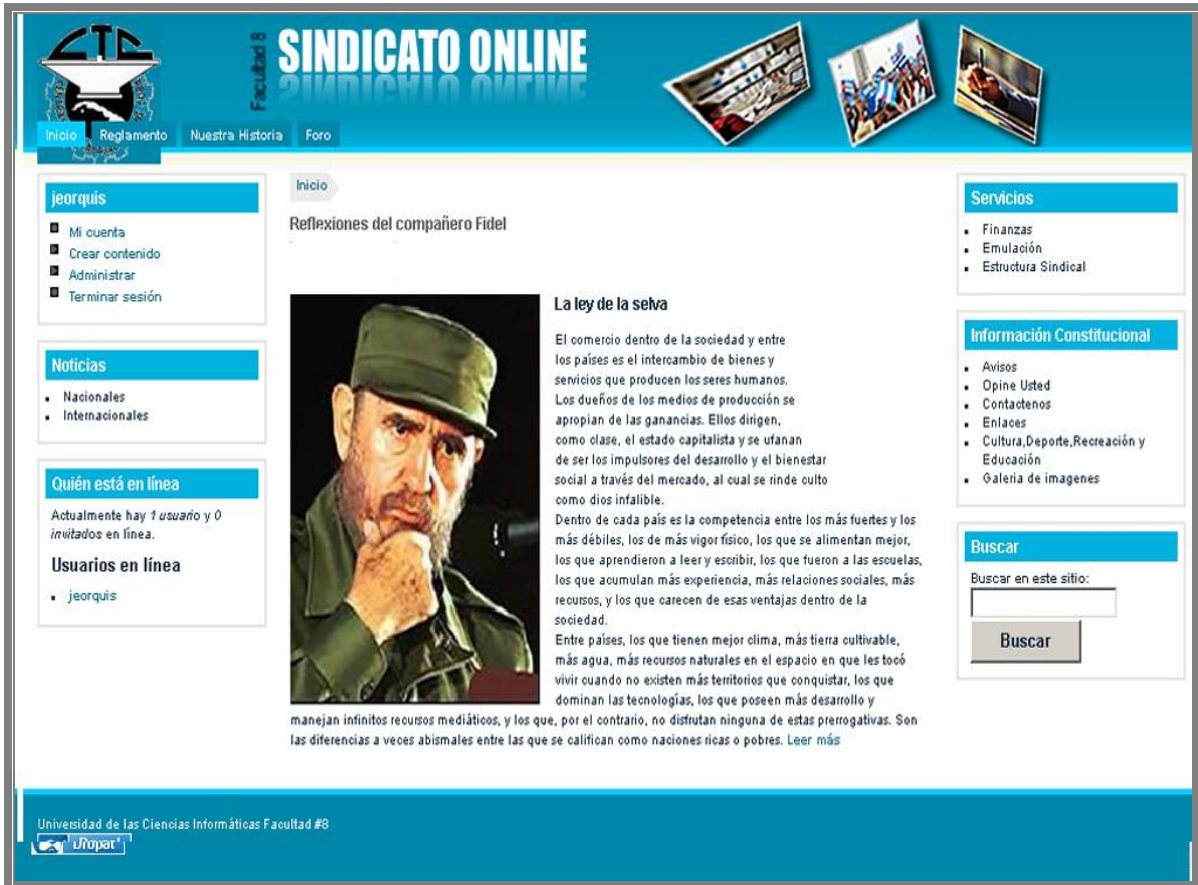 CTC
Facultad 8
SINDICATO ONLINE
Inicio Reglamento Nuestra Historia Foro
jeorquis
Mi cuenta
Crear contenido
Administrar
Terminar sesión
Noticias
Nacionales
Internacionales
Quién está en línea
Actualmente hay 1 usuario y 0
invitados en línea.
Usuarios en línea
jeorquis
Inicio
Reflexiones del compañero Fidel
La ley de la selva
El comercio dentro de la sociedad y entre
los países es el intercambio de bienes y
servicios que producen los seres humanos.
Los dueños de los medios de producción se
apropian de las ganancias. Ellos dirigen,
como clase, el estado capitalista y se ufanan
de ser los impulsores del desarrollo y el bienestar
social a través del mercado, al cual se rinde culto
como dios infalible.
Dentro de cada país es la competencia entre los más fuertes y los
más débiles, los de más vigor físico, los que se alimentan mejor,
los que aprendieron a leer y escribir, los que fueron a las escuelas,
los que acumulan más experiencia, más relaciones sociales, más
recursos, y los que carecen de esas ventajas dentro de la
sociedad.
Entre países, los que tienen mejor clima, más tierra cultivable,
más agua, más recursos naturales en el espacio en que les tocó
vivir cuando no existen más territorios que conquistar, los que
dominan las tecnologías, los que poseen más desarrollo y
manejan infinitos recursos mediáticos, y los que, por el contrario, no disfrutan ninguna de estas prerrogativas. Son
las diferencias a veces abismales entre las que se califican como naciones ricas o pobres. Leer más
Servicios
Finanzas
Emulación
Estructura Sindical
Información Constitucional
Avisos
Opine Usted
Contactenos
Enlaces
Cultura,Deporte,Recreación y
Educación
Galeria de imagenes
Buscar
Buscar en este sitio:
Buscar
Universidad de las Ciencias Informáticas Facultad #8